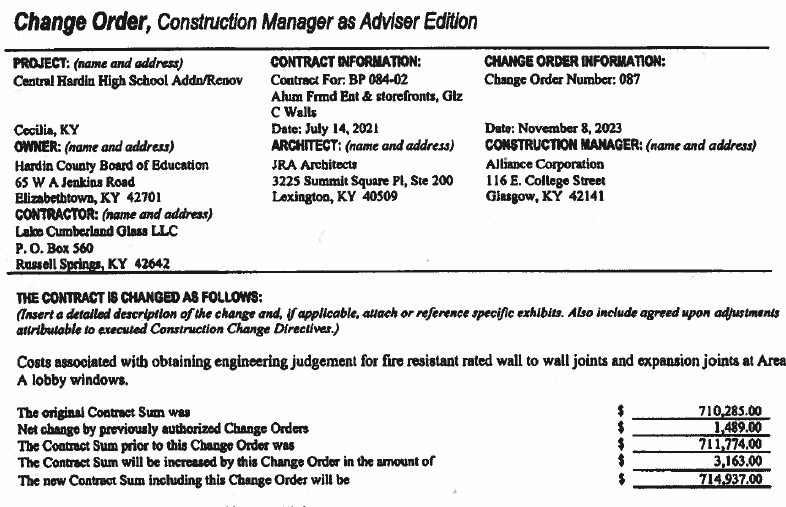 Change Order, Construction Manager as Adviser Edition
PROJECT: (name and address)
Central Hardin High School Addn/Renov
Cecilia, KY
CONTRACT INFORMATION:
Contract For: BP 084-02
Alum Frmd Ent & storefronts, Glz
C Walls
Date: July 14, 2021
CHANGE ORDER INFORMATION:
Change Order Number: 087
Date: November 8, 2023
OWNER: (name and address)
Hardin County Board of Education
65 W A Jenkins Road
Elizabethtown, KY 42701
ARCHITECT: (name and address)
JRA Architects
3225 Summit Square Pl, Ste 200
Lexington, KY 40509
CONSTRUCTION MANAGER: (name and address)
Alliance Corporation
116 E. College Street
Glasgow, KY 42141
CONTRACTOR: (name and address)
Lake Cumberland Glass LLC
P. O. Box 560
Russell Springs, KY 42642
THE CONTRACT IS CHANGED AS FOLLOWS:
(Insert a detailed description of the change and, if applicable, attach or reference specific exhibits. Also include agreed upon adjustments
attributable to executed Construction Change Directives.)
Costs associated with obtaining engineering judgement for fire resistant rated wall to wall joints and expansion joints at Area
A lobby windows.
The original Contract Sum was $ 710,285.00
Net change by previously authorized Change Orders $ 1,489.00
The Contract Sum prior to this Change Order was $ 711,774.00
The Contract Sum will be increased by this Change Order in the amount of $ 3,163.00
The new Contract Sum including this Change Order will be $ 714,937.00